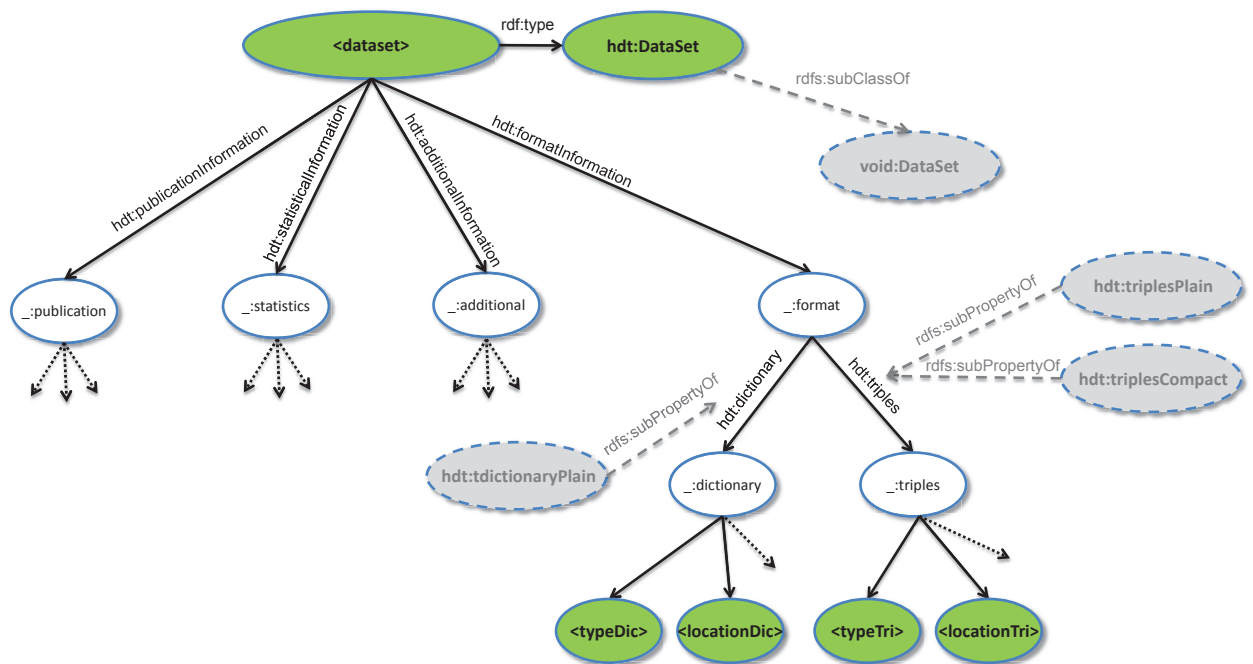 rdf:type
<dataset>
hdt:DataSet
rdfs:subClassOf
void:DataSet
hdt:publicationInformation
hdt:statisticalInformation
hdt:additionalInformation
hdt:formatInformation
_:publication
_:statistics
_:additional
_:format
hdt:triplesPlain
rdfs:subPropertyOf
rdfs:subPropertyOf
hdt:triplesCompact
hdt:dictionary
hdt:triples
rdfs:subPropertyOf
hdt:tdictionaryPlain
_:dictionary
_:triples
<typeDic>
<locationDic>
<typeTri>
<locationTri>